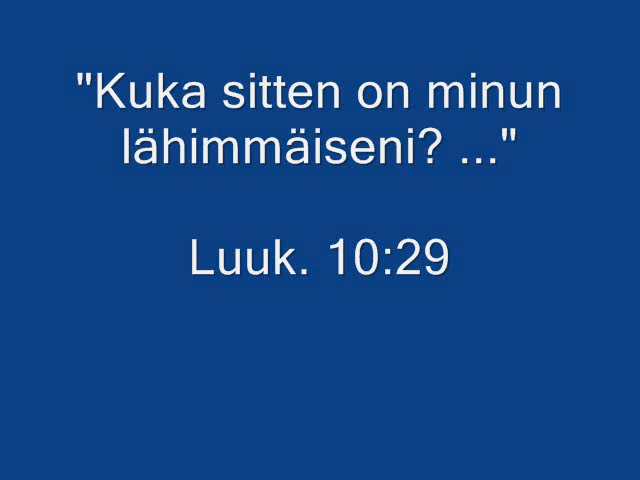 "Kuka sitten on minun
lähimmäiseni? ..."
Luuk. 10:29